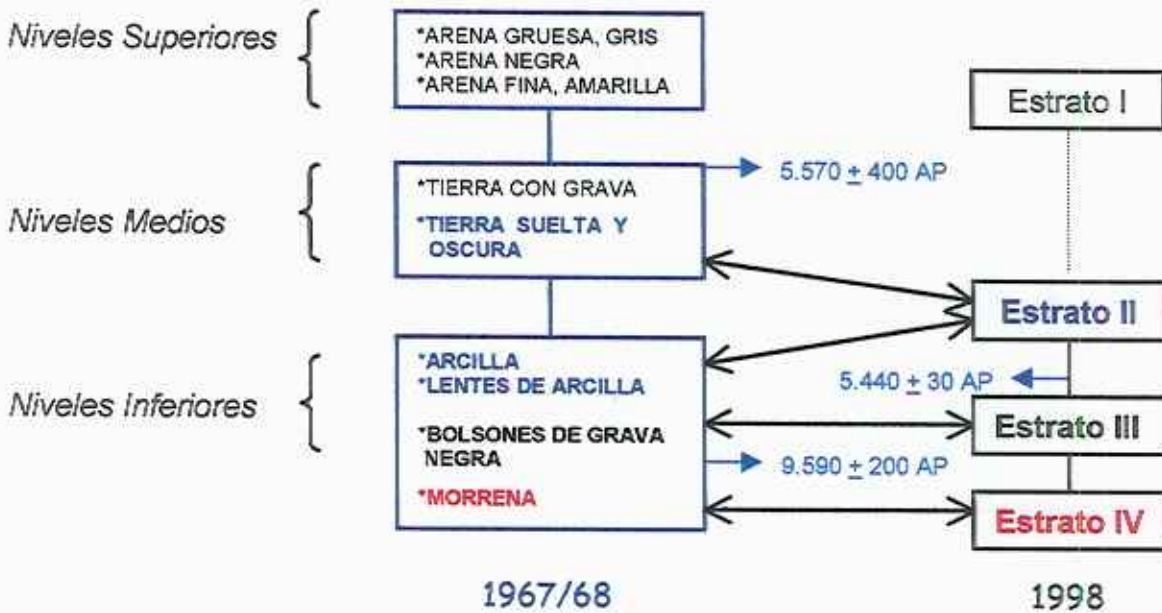 Niveles Superiores
*ARENA GRUESA, GRIS
*ARENA NEGRA
*ARENA FINA, AMARILLA
Estrato I
5.570 ± 400 AP
Niveles Medios
*TIERRA CON GRAVA
*TIERRA SUELTA Y
OSCURA
Estrato II
Niveles Inferiores
*ARCILLA
*LENTES DE ARCILLA
5.440 ± 30 AP
*BOLSONES DE GRAVA
NEGRA
Estrato III
9.590 ± 200 AP
*MORRENA
Estrato IV
1967/68
1998